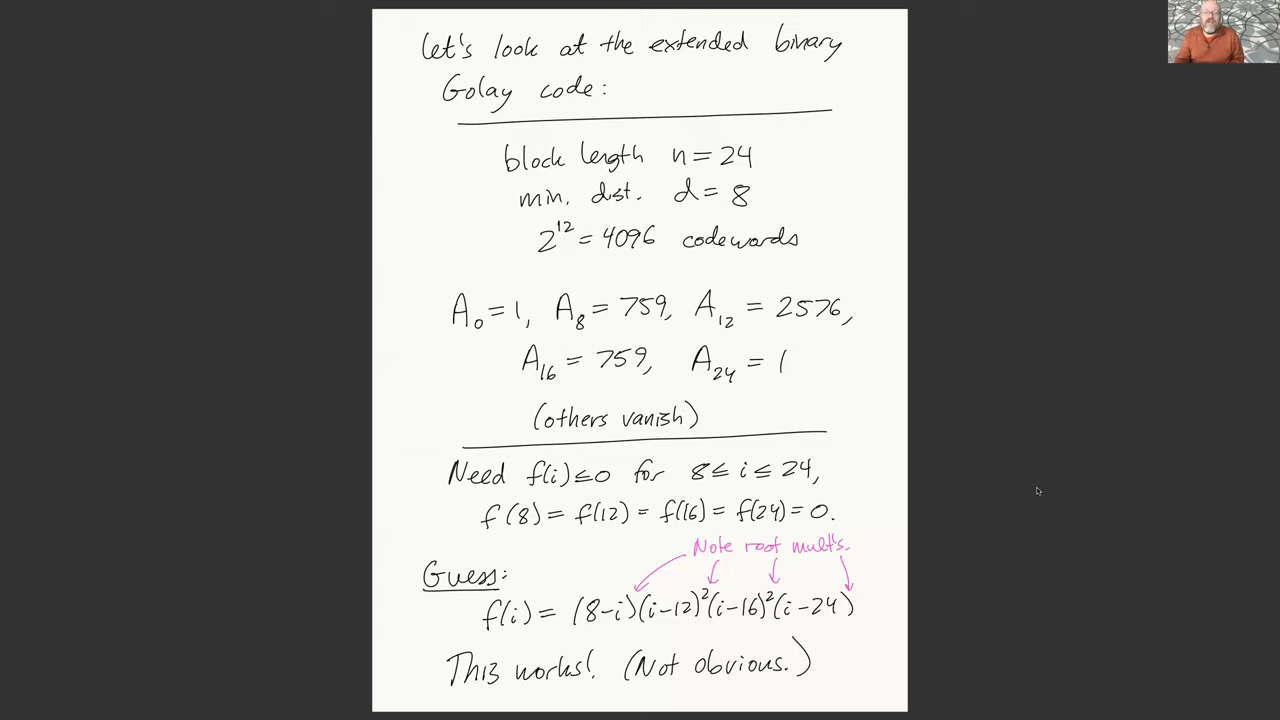 Let's look at the extended binary
Golay code:
block length n = 24
min. dist. d = 8
2^12 = 4096 codewords
A_0 = 1, A_8 = 759, A_12 = 2576,
A_16 = 759, A_24 = 1
(others vanish)
Need f(i) ≤ 0 for 8 ≤ i ≤ 24,
f(8) = f(12) = f(16) = f(24) = 0.
Note root mult's.
Guess:
f(i) = (8-i)(i-12)^2(i-16)^2(i-24)
This works! (Not obvious.)